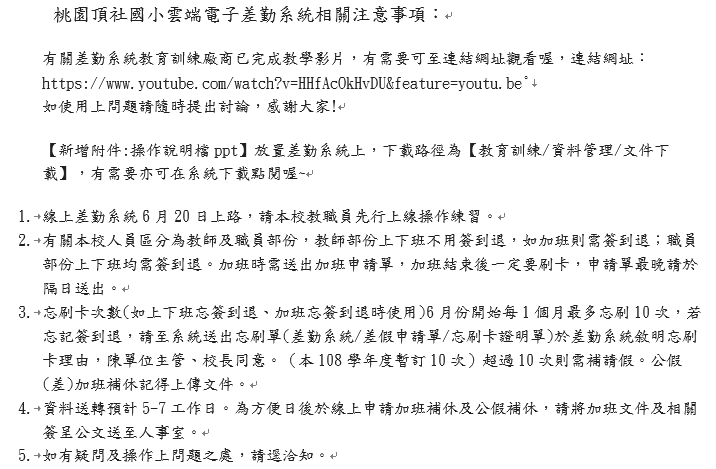 桃園頂社國小雲端電子差勤系統相關注意事項：
有關差勤系統教育訓練廠商已完成教學影片，有需要可至連結網址觀看喔，連結網址：
https://www.youtube.com/watch?v=HHfAcOkHvDU&feature=youtu.be
如使用上問題請隨時提出討論，感謝大家!
【新增附件:操作說明檔 ppt】放置差勤系統上，下載路徑為【教育訓練/資料管理/文件下
載】，有需要亦可在系統下載點閱喔~
1. 線上差勤系統 6 月 20 日上路，請本校教職員先行上線操作練習。
2. 有關本校人員區分為教師及職員部份，教師部份上下班不用簽到退，如加班則需簽到退；職員
部份上下班均需簽到退。加班時需送出加班申請單，加班結束後一定要刷卡，申請單最晚請於
隔日送出。
3. 忘刷卡次數(如上下班忘簽到退、加班忘簽到退時使用)6 月份開始每 1 個月最多忘刷 10 次，若
忘記簽到退，請至系統送出忘刷單(差勤系統/差假申請單/忘刷卡證明單)於差勤系統敘明忘刷
卡理由，陳單位主管、校長同意。（本 108 學年度暫訂 10 次）超過 10 次則需補請假。公假
(差)加班補休記得上傳文件。
4. 資料送轉預計 5-7 工作日。為方便日後於線上申請加班補休及公假補休，請將加班文件及相關
簽呈公文送至人事室。
5. 如有疑問及操作上問題之處，請逕洽知。